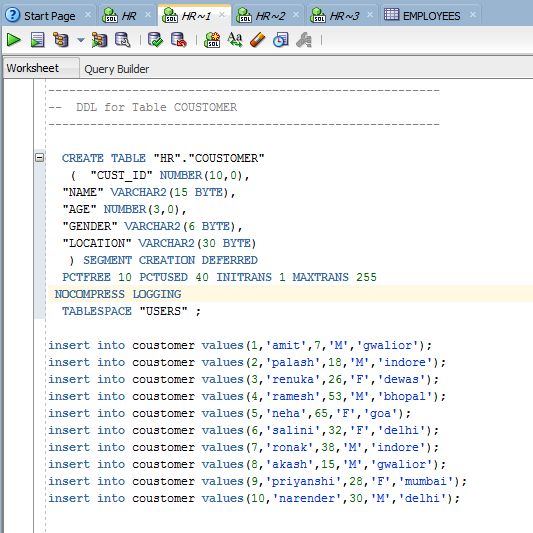 Start Page HR HR~1 HR~2 HR~3 EMPLOYEES
Worksheet Query Builder
--------------------------------------------------------
--  DDL for Table COUSTOMER
--------------------------------------------------------
CREATE TABLE "HR"."COUSTOMER"
(  "CUST_ID" NUMBER(10,0),
"NAME" VARCHAR2(15 BYTE),
"AGE" NUMBER(3,0),
"GENDER" VARCHAR2(6 BYTE),
"LOCATION" VARCHAR2(30 BYTE)
) SEGMENT CREATION DEFERRED
PCTFREE 10 PCTUSED 40 INITRANS 1 MAXTRANS 255
NOCOMPRESS LOGGING
TABLESPACE "USERS" ;
insert into coustomer values(1,'amit',7,'M','gwalior');
insert into coustomer values(2,'palash',18,'M','indore');
insert into coustomer values(3,'renuka',26,'F','dewas');
insert into coustomer values(4,'ramesh',53,'M','bhopal');
insert into coustomer values(5,'neha',65,'F','goa');
insert into coustomer values(6,'salini',32,'F','delhi');
insert into coustomer values(7,'ronak',38,'M','indore');
insert into coustomer values(8,'akash',15,'M','gwalior');
insert into coustomer values(9,'priyanshi',28,'F','mumbai');
insert into coustomer values(10,'narender',30,'M','delhi');